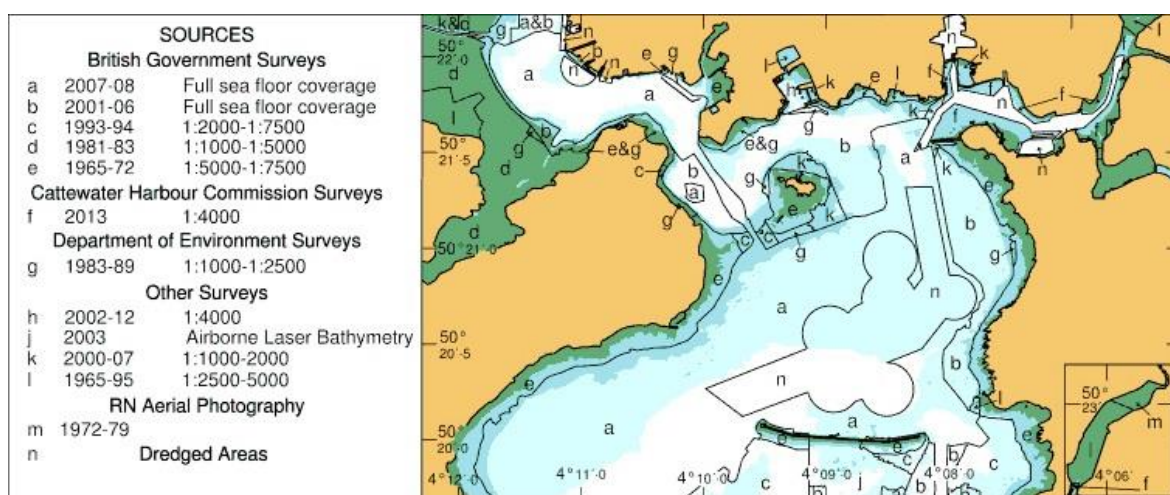 SOURCES
British Government Surveys
a 2007-08 Full sea floor coverage
b 2001-06 Full sea floor coverage
c 1993-94 1:2000-1:7500
d 1981-83 1:1000-1:5000
e 1965-72 1:5000-1:7500
Cattewater Harbour Commission Surveys
f 2013 1:4000
Department of Environment Surveys
g 1983-89 1:1000-1:2500
Other Surveys
h 2002-12 1:4000
j 2003 Airborne Laser Bathymetry
k 2000-07 1:1000-2000
l 1965-95 1:2500-5000
RN Aerial Photography
m 1972-79
n Dredged Areas
k&d a&b n
g
50° 22´·0
b n
a n
e g
d
a
e
l
h k
g
e l
n
k
f n f
l
l
b
50° 21´·5
e&g
c
e&g
b
a
k
n
e
d
g
b
a
g
k
e
k
g
b
g
d
50° 21´·0
c c
g
e
a
n
50° 20´·5
b
n
e
g l
50° 23´
m
l
a
a
50° 20´·0
e
e
c b
c
e
4° 12´·0 4° 11´·0 4° 10´·0 4° 09´·0 4° 08´·0
c b j b c
4° 06´·
f